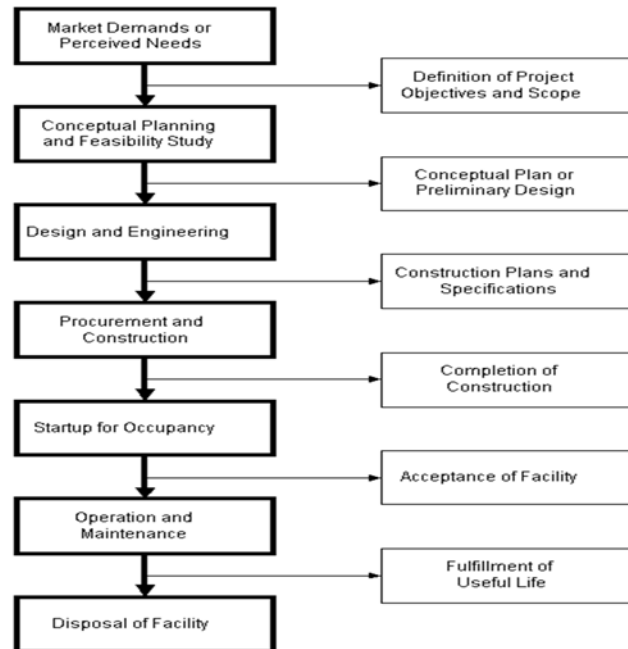 Market Demands or
Perceived Needs
Definition of Project
Objectives and Scope
Conceptual Planning
and Feasibility Study
Conceptual Plan or
Preliminary Design
Design and Engineering
Construction Plans and
Specifications
Procurement and
Construction
Completion of
Construction
Startup for Occupancy
Acceptance of Facility
Operation and
Maintenance
Fulfillment of
Useful Life
Disposal of Facility